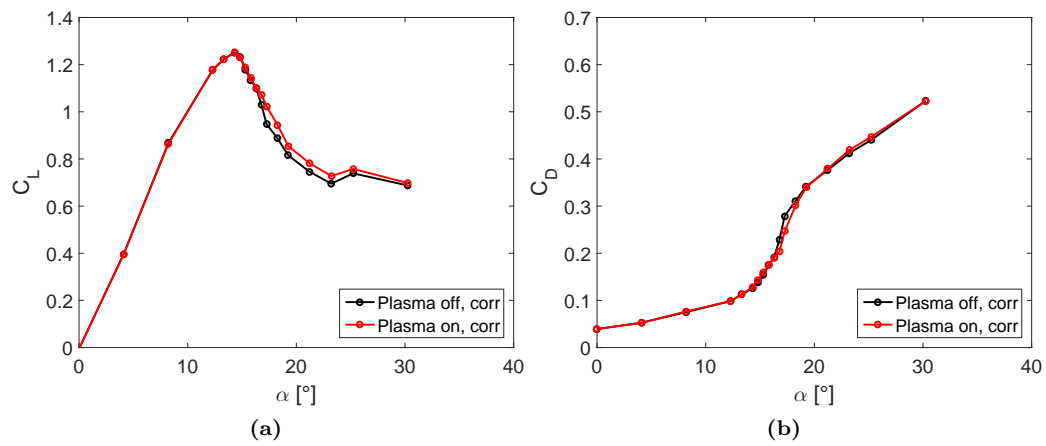 1.4
1.2
1
0.8
0.6
0.4
0.2
0
C_L
0 10 20 30 40
α [°]
Plasma off, corr
Plasma on, corr
(a)
0.7
0.6
0.5
0.4
0.3
0.2
0.1
0
C_D
0 10 20 30 40
α [°]
Plasma off, corr
Plasma on, corr
(b)